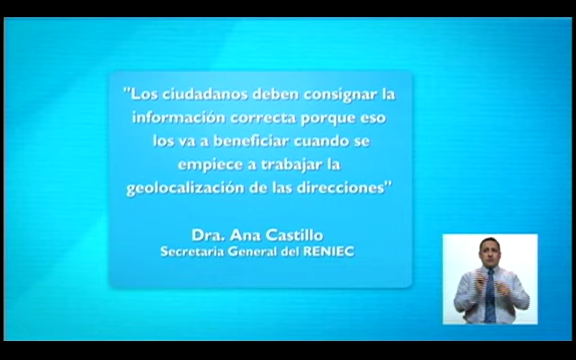 "Los ciudadanos deben consignar la
información correcta porque eso
los va a beneficiar cuando se
empiece a trabajar la
geolocalización de las direcciones"
Dra. Ana Castillo
Secretaria General del RENIEC